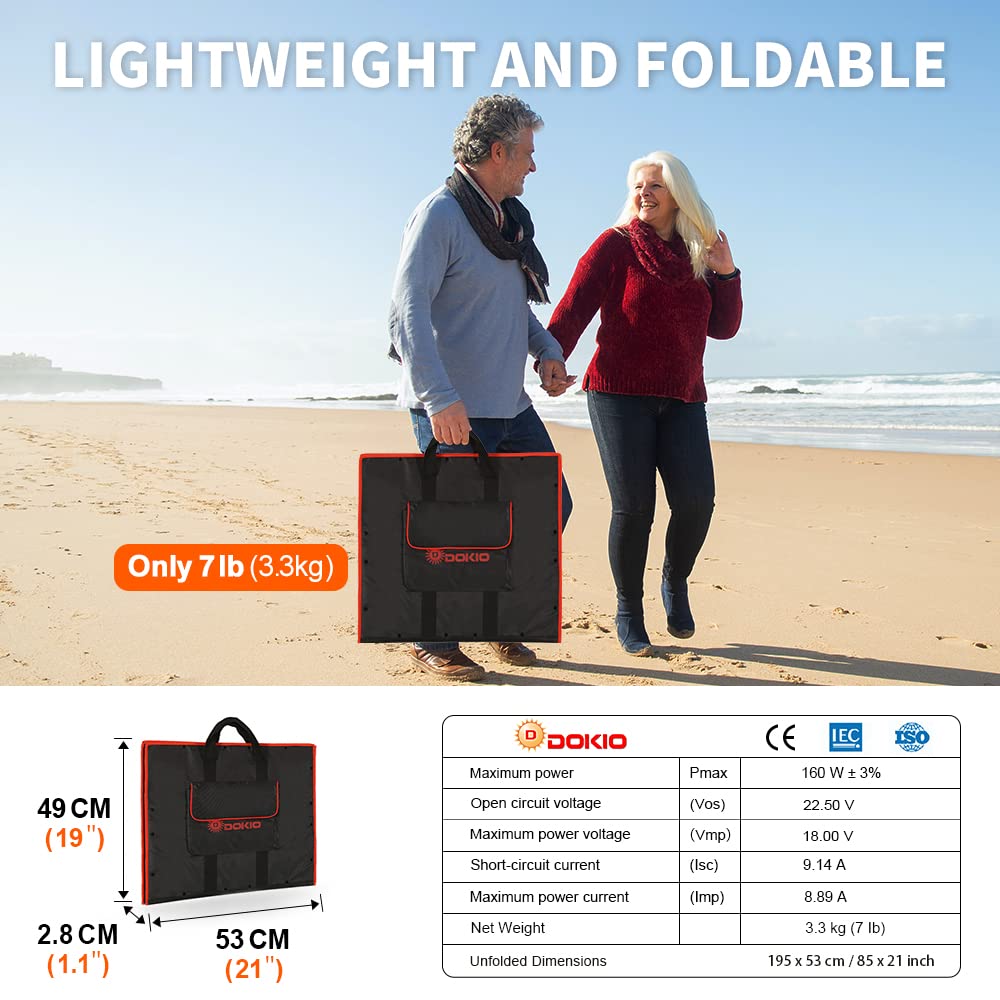 LIGHTWEIGHT AND FOLDABLE
Only 7 lb (3.3kg)
D DOKIO
49 CM
(19")
2.8 CM
(1.1")
53 CM
(21")
D DOKIO
D DOKIO CE IEC ISO
Maximum power Pmax 160 W ± 3%
Open circuit voltage (Vos) 22.50 V
Maximum power voltage (Vmp) 18.00 V
Short-circuit current (Isc) 9.14 A
Maximum power current (Imp) 8.89 A
Net Weight 3.3 kg (7 lb)
Unfolded Dimensions 195 x 53 cm / 85 x 21 inch